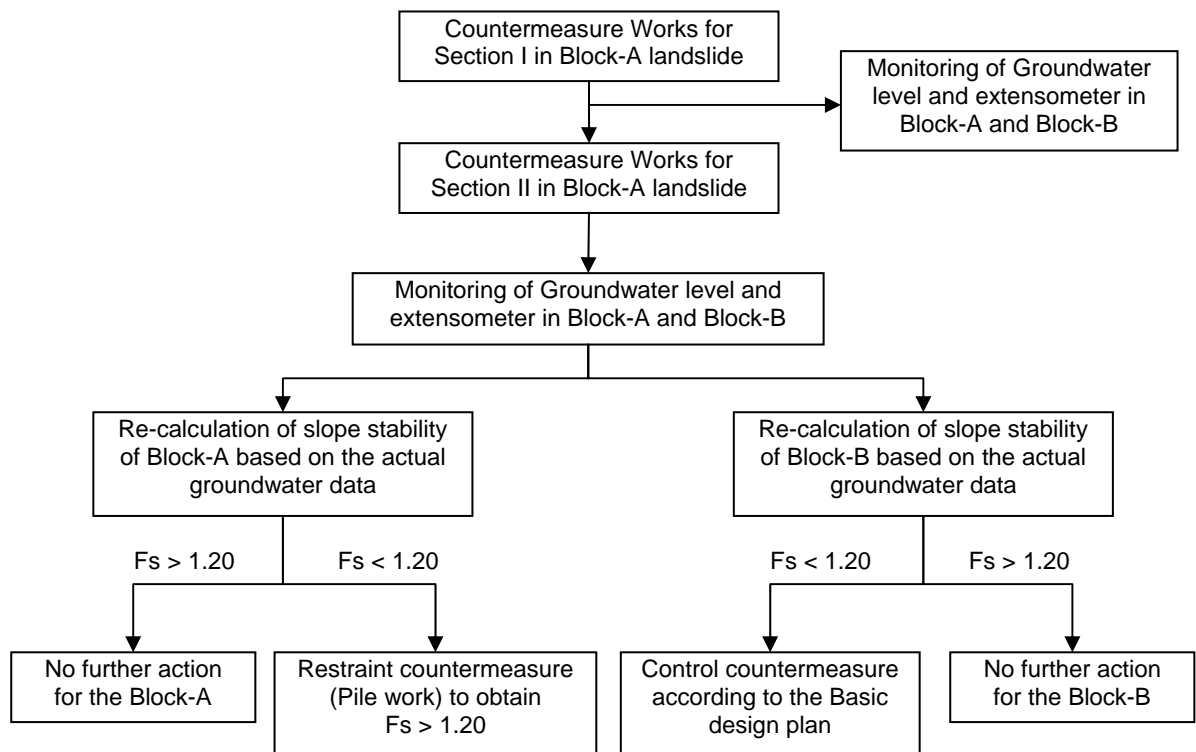 Countermeasure Works for
Section I in Block-A landslide
Monitoring of Groundwater
level and extensometer in
Block-A and Block-B
Countermeasure Works for
Section II in Block-A landslide
Monitoring of Groundwater level and
extensometer in Block-A and Block-B
Re-calculation of slope stability
of Block-A based on the actual
groundwater data
Re-calculation of slope stability
of Block-B based on the actual
groundwater data
Fs > 1.20
Fs < 1.20
Fs < 1.20
Fs > 1.20
No further action
for the Block-A
Restraint countermeasure
(Pile work) to obtain
Fs > 1.20
Control countermeasure
according to the Basic
design plan
No further action
for the Block-B